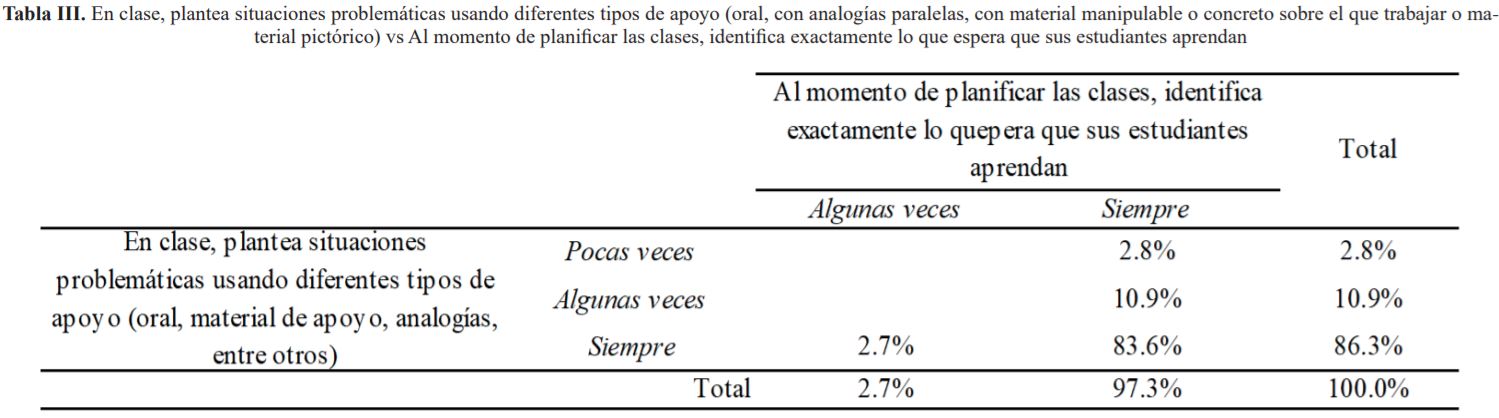 Tabla III. En clase, plantea situaciones problemáticas usando diferentes tipos de apoyo (oral, con analogías paralelas, con material manipulable o concreto sobre el que trabajar o ma-
terial pictórico) vs Al momento de planificar las clases, identifica exactamente lo que espera que sus estudiantes aprendan
Al momento de planificar las clases, identifica
exactamente lo quepera que sus estudiantes
aprendan
Total
Algunas veces Siempre
En clase, plantea situaciones
problemáticas usando diferentes tipos de
apoyo (oral, material de apoyo, analogías,
entre otros)
Pocas veces 2.8% 2.8%
Algunas veces 10.9% 10.9%
Siempre 2.7% 83.6% 86.3%
Total 2.7% 97.3% 100.0%